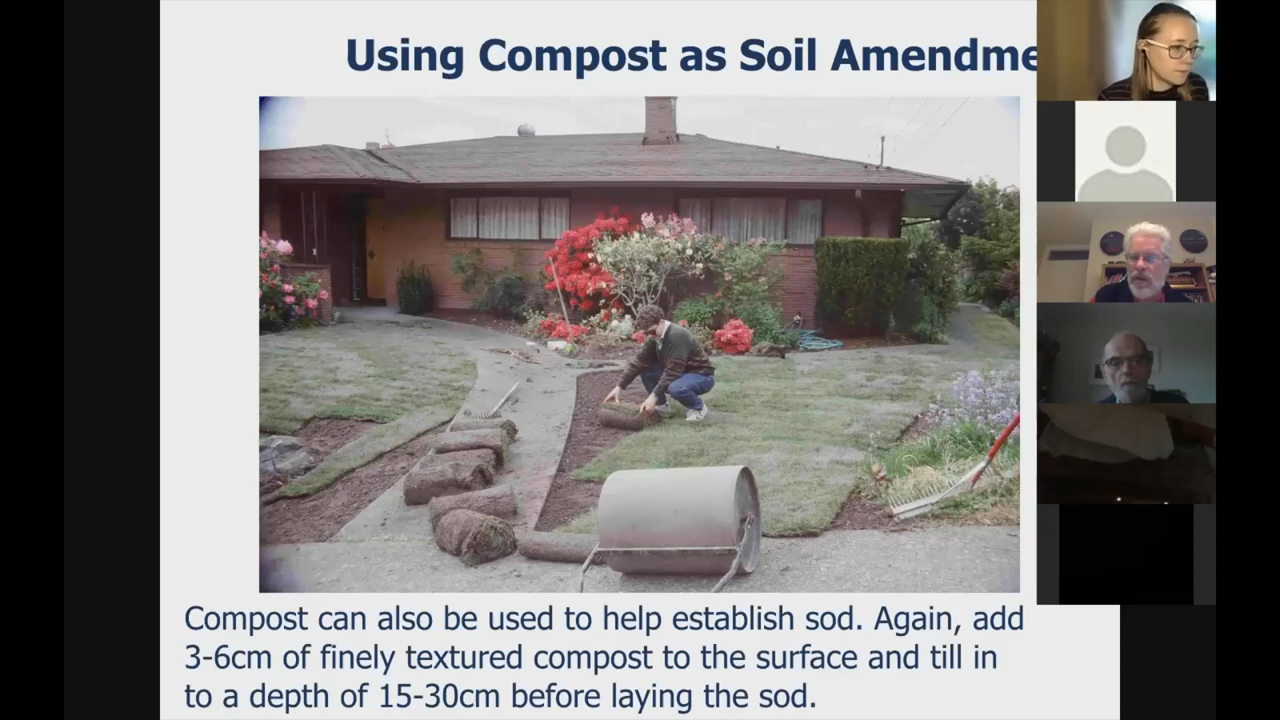 Using Compost as Soil Amendme
Compost can also be used to help establish sod. Again, add
3-6cm of finely textured compost to the surface and till in
to a depth of 15-30cm before laying the sod.